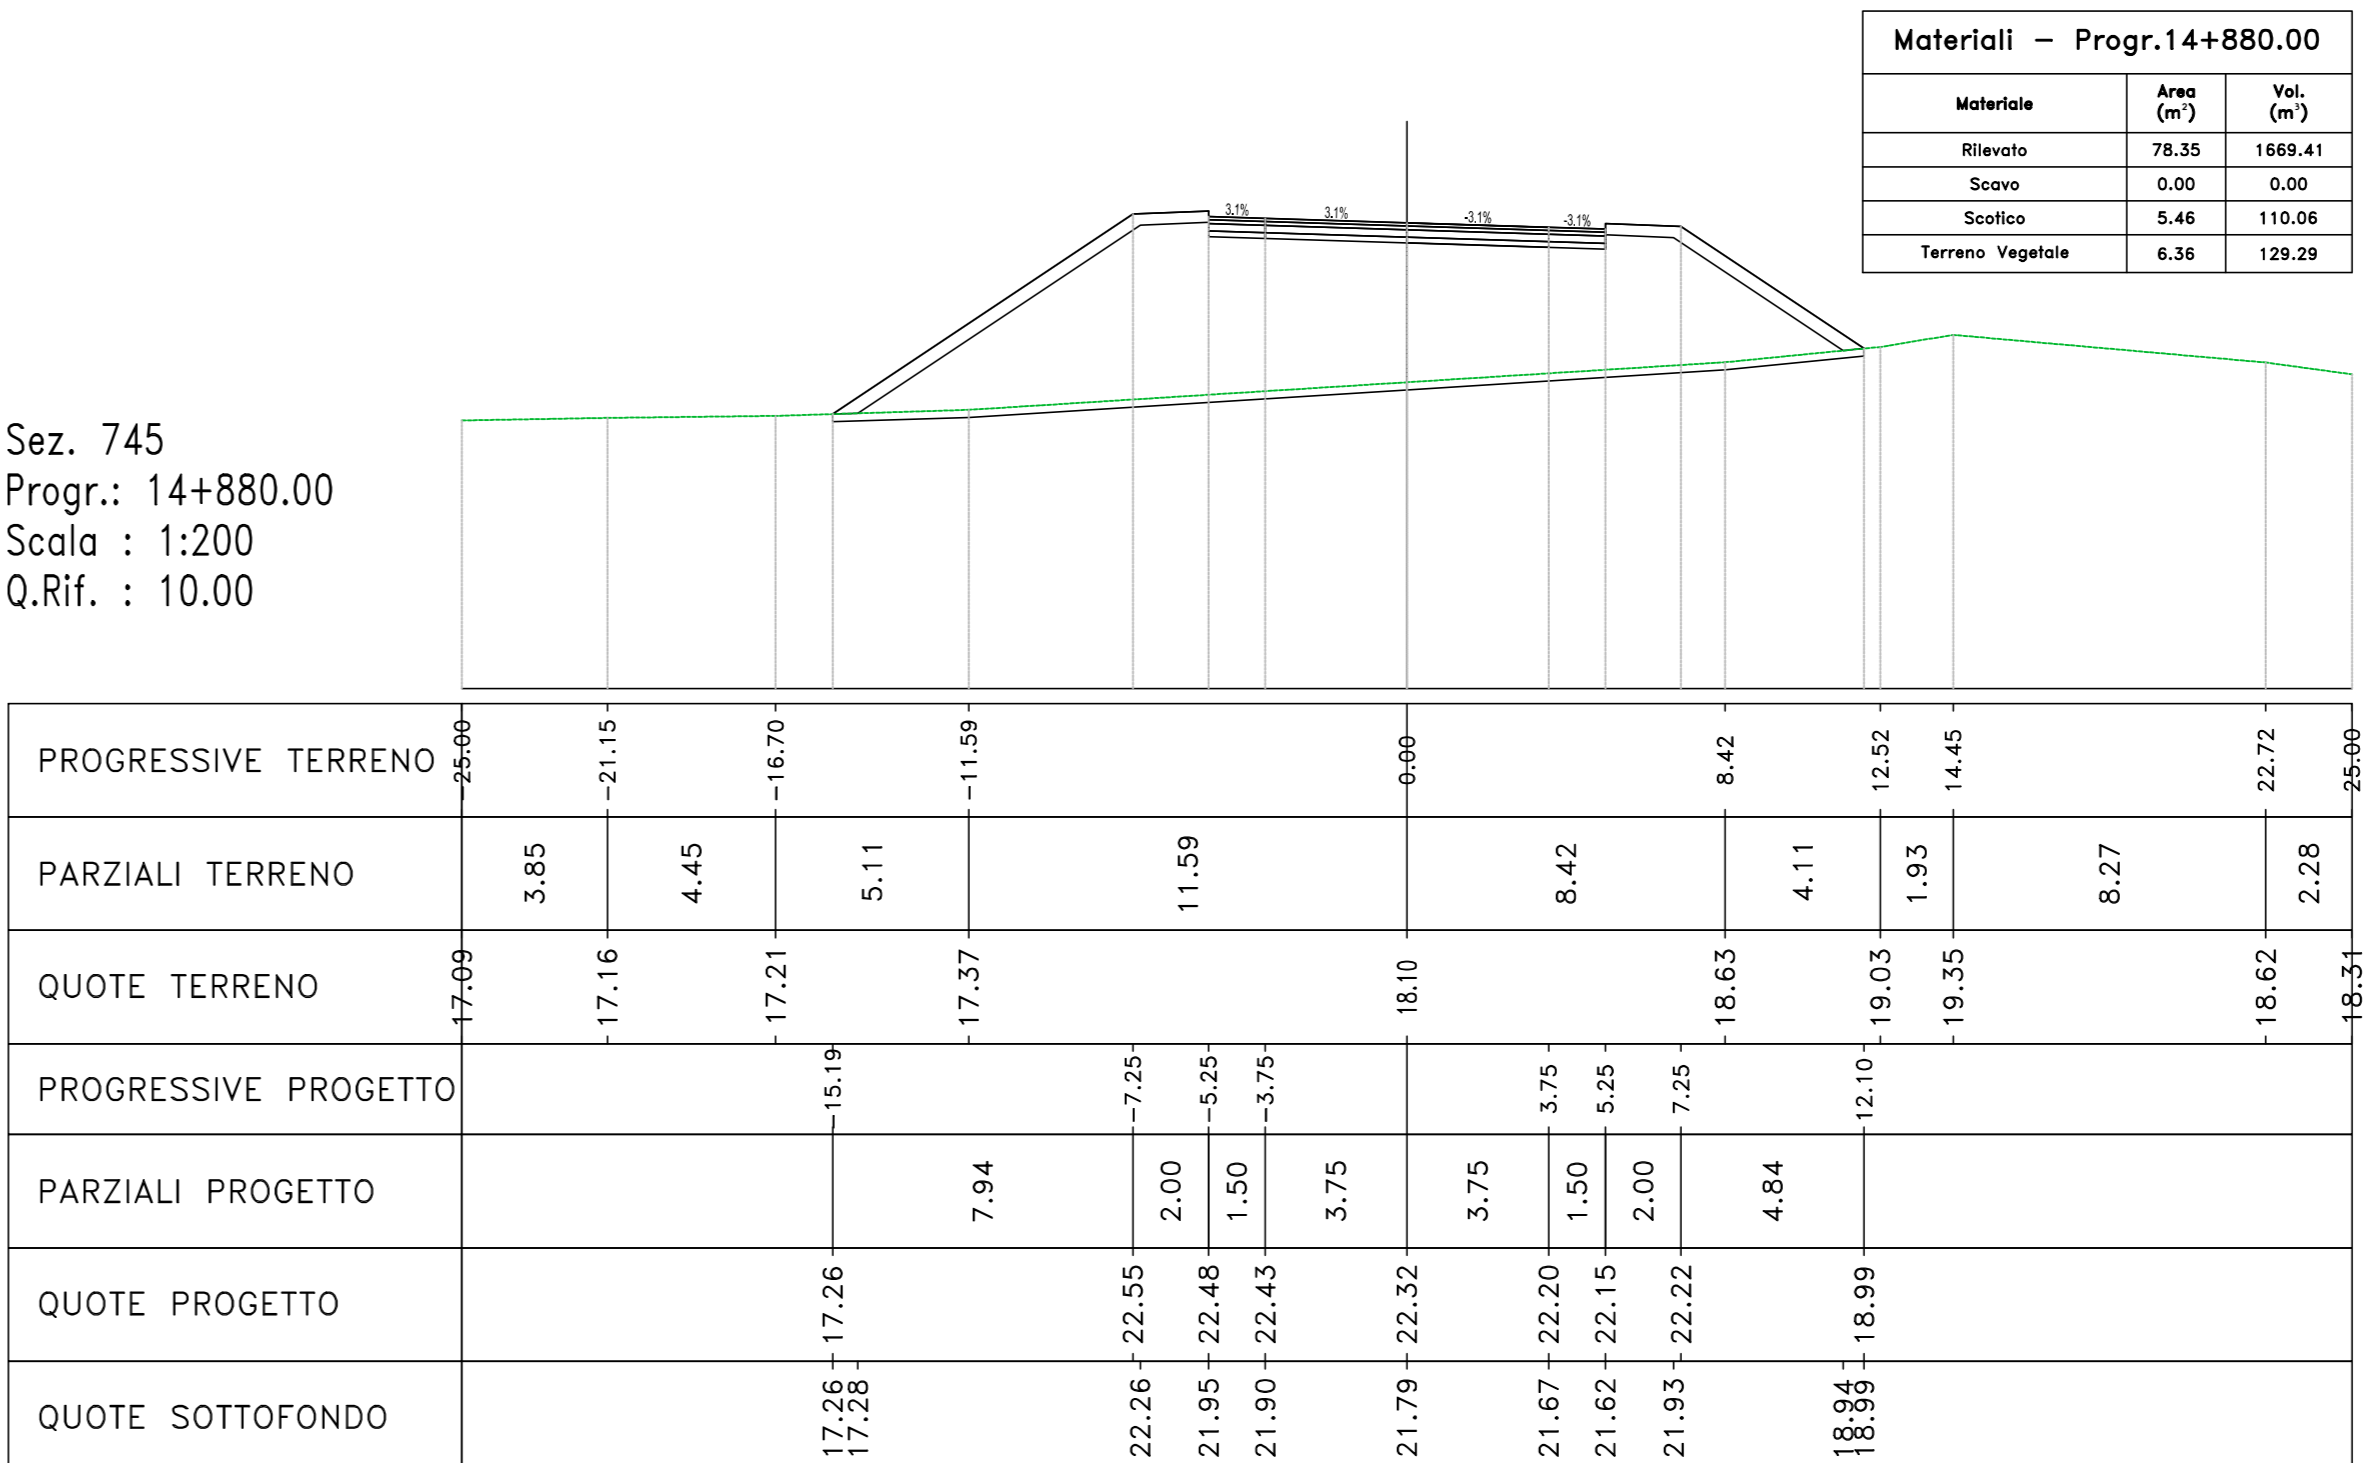 Materiali – Progr.14+880.00
Materiale Area (m²) Vol. (m³)
Rilevato 78.35 1669.41
Scavo 0.00 0.00
Scotico 5.46 110.06
Terreno Vegetale 6.36 129.29
3.1% 3.1% -3.1% -3.1%
Sez. 745
Progr.: 14+880.00
Scala : 1:200
Q.Rif. : 10.00
PROGRESSIVE TERRENO -25.00 -21.15 -16.70 -11.59 0.00 8.42 12.52 14.45 22.72 25.00
PARZIALI TERRENO 3.85 4.45 5.11 11.59 8.42 4.11 1.93 8.27 2.28
QUOTE TERRENO 17.09 17.16 17.21 17.37 18.10 18.63 19.03 19.35 18.62 18.31
PROGRESSIVE PROGETTO -15.19 -7.25 -5.25 -3.75 3.75 5.25 7.25 12.10
PARZIALI PROGETTO 7.94 2.00 1.50 3.75 3.75 1.50 2.00 4.84
QUOTE PROGETTO 17.26 22.55 22.48 22.43 22.32 22.20 22.15 22.22 18.99
QUOTE SOTTOFONDO 17.26 17.28 22.26 21.95 21.90 21.79 21.67 21.62 21.93 18.94 18.99